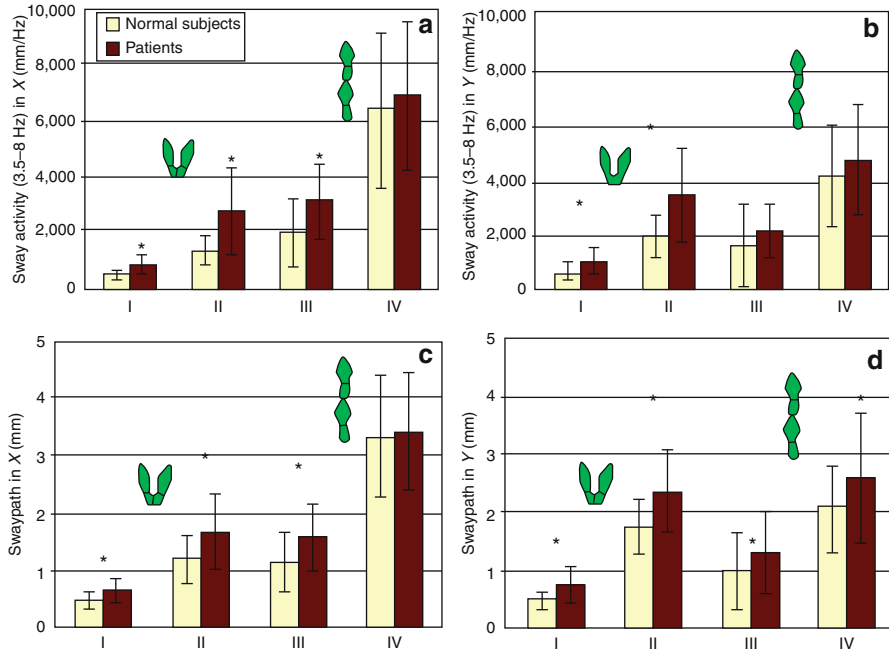 10,000
8,000
6,000
4,000
2,000
0
Sway activity (3.5–8 Hz) in X (mm/Hz)
Normal subjects
Patients
a
*
*
*
I
II
III
IV
10,000
8,000
6,000
4,000
2,000
0
Sway activity (3.5–8 Hz) in Y (mm/Hz)
b
*
*
I
II
III
IV
5
4
3
2
1
0
Swaypath in X (mm)
c
*
*
*
I
II
III
IV
5
4
3
2
1
0
Swaypath in Y (mm)
d
*
*
*
*
I
II
III
IV